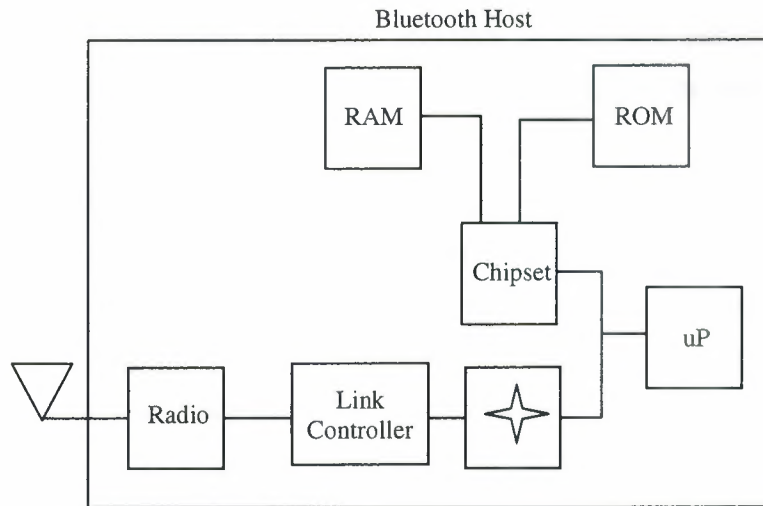 Bluetooth Host
RAM
ROM
Chipset
uP
Radio
Link
Controller